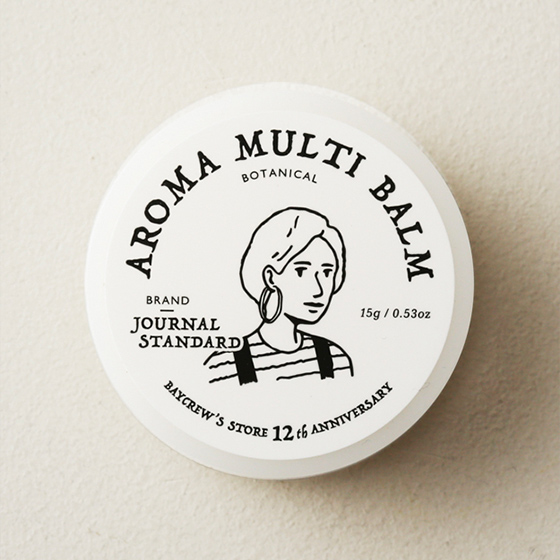 AROMA MULTI BALM
BOTANICAL
BRAND
JOURNAL
STANDARD
15g / 0.53oz
BAYCREW'S STORE 12th ANNIVERSARY